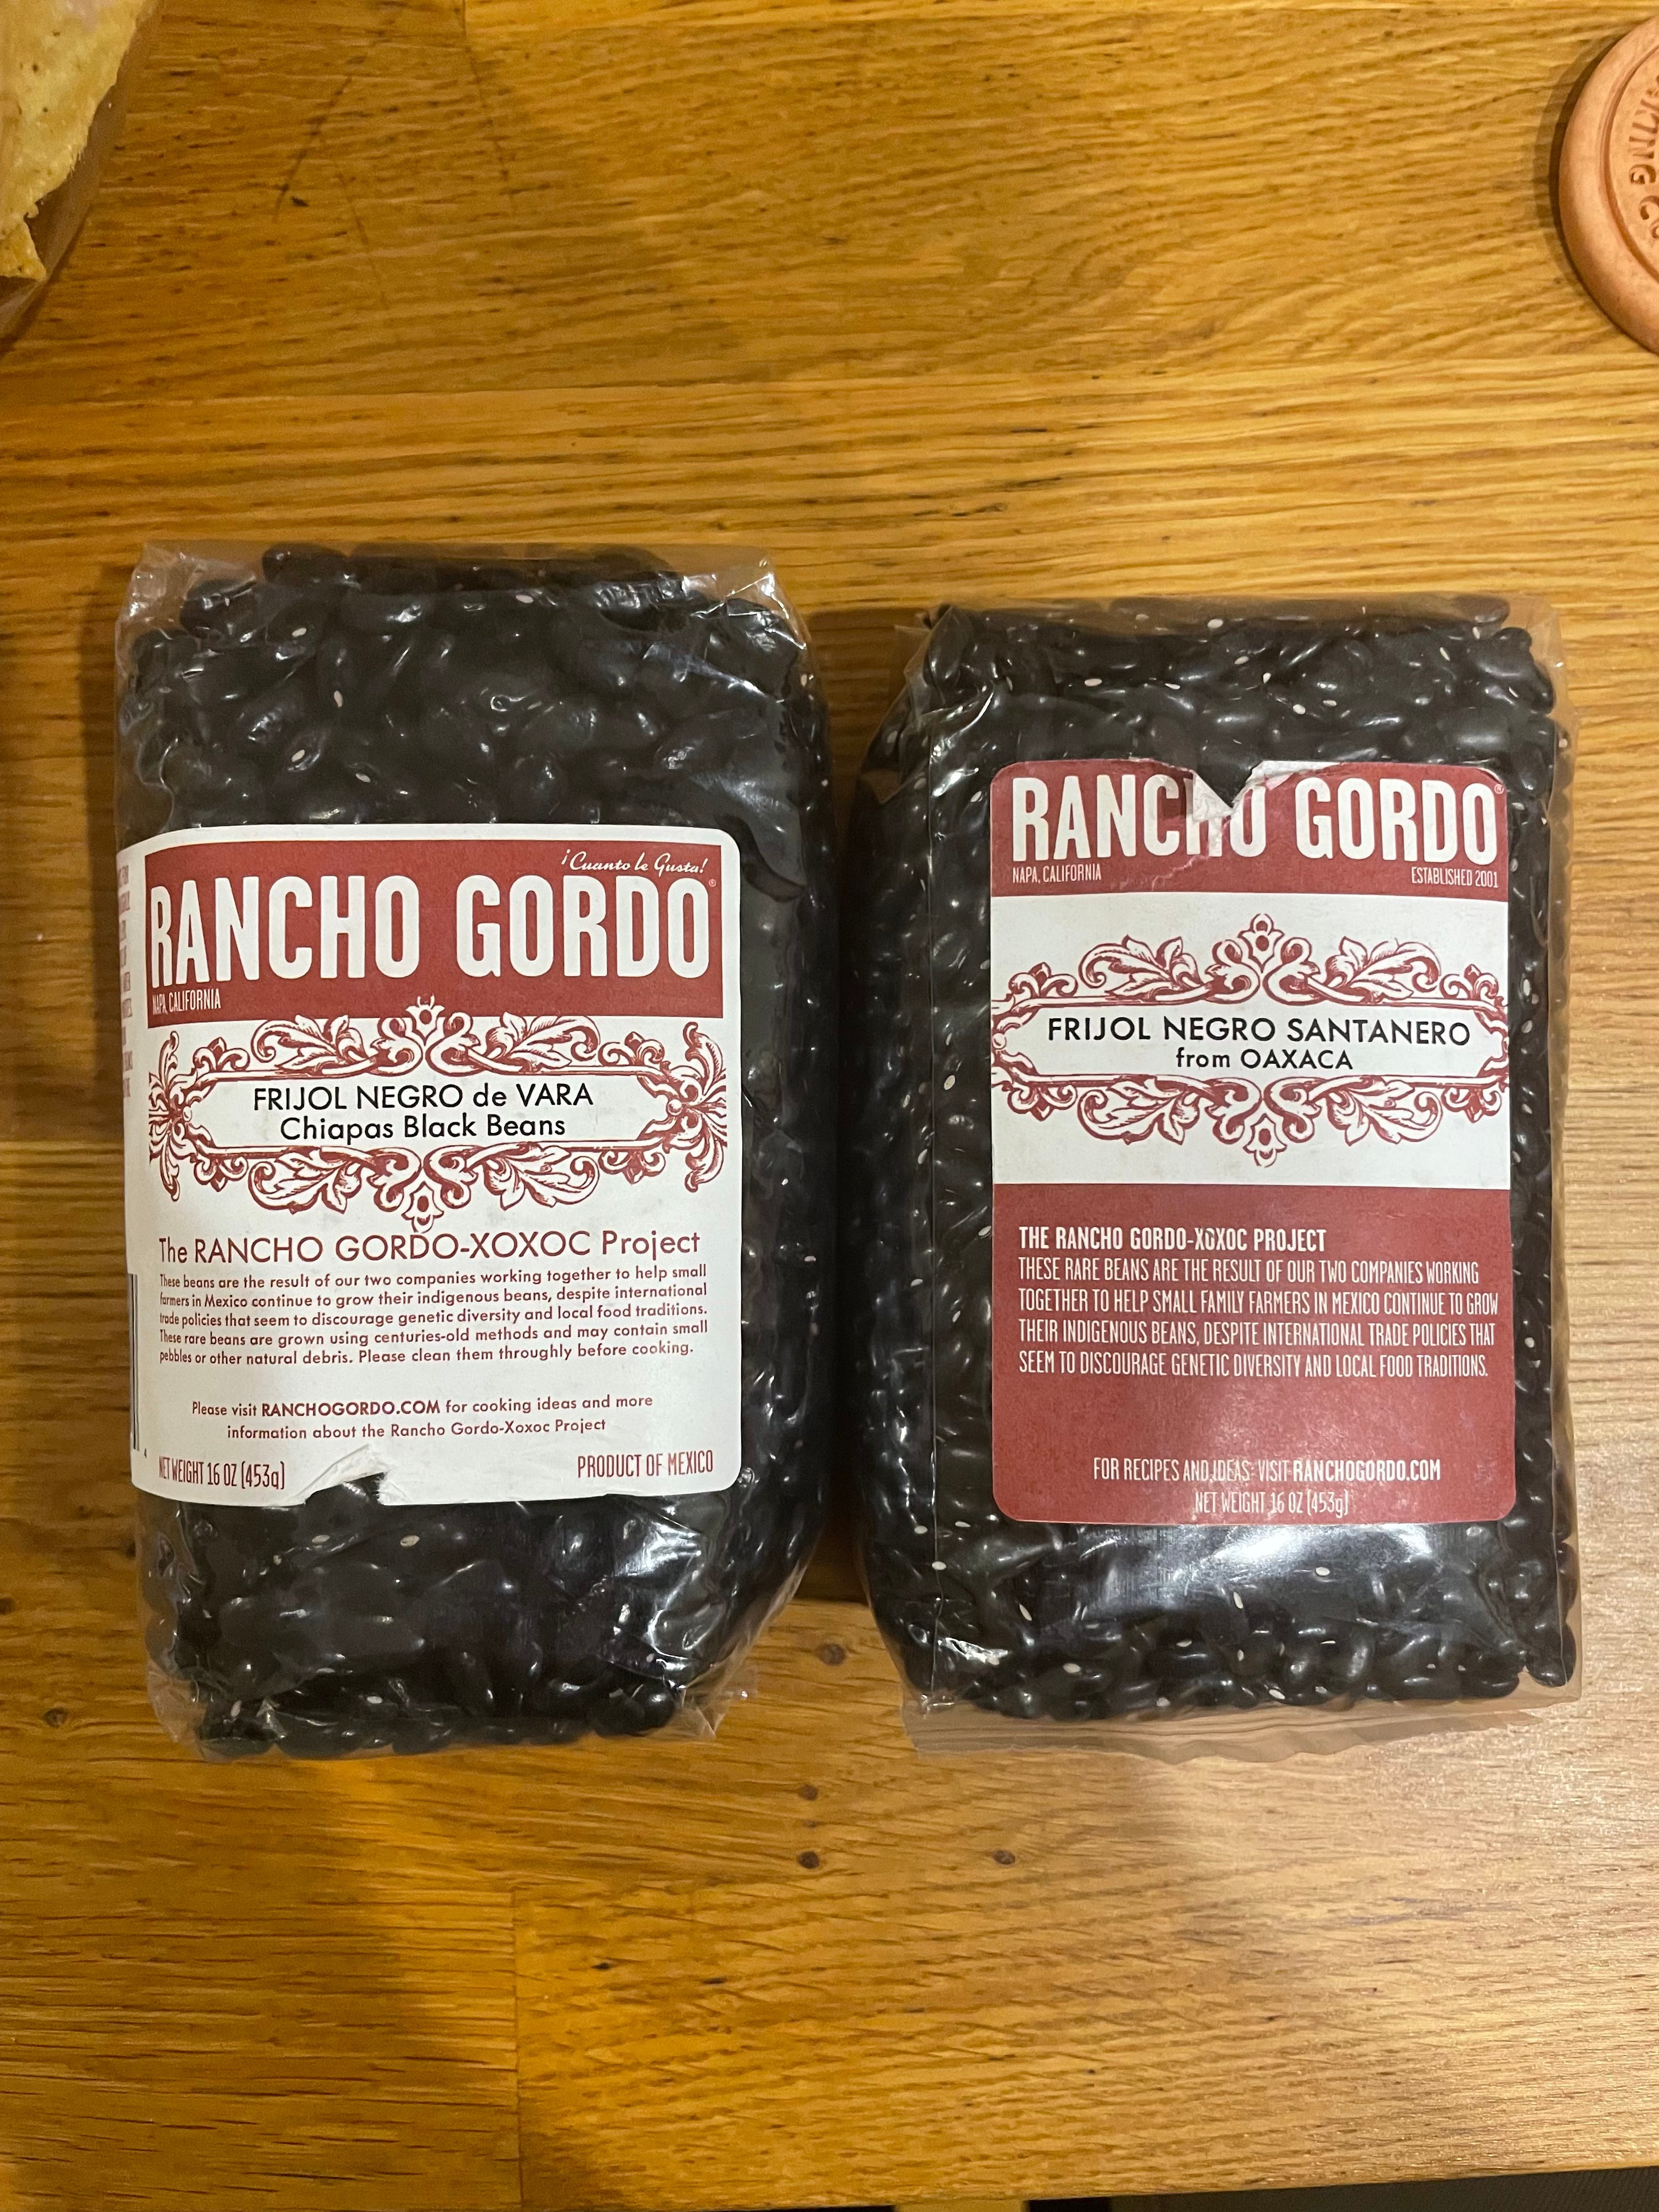 ¡Cuanto le Gusta!
RANCHO GORDO®
NAPA, CALIFORNIA
FRIJOL NEGRO de VARA
Chiapas Black Beans
The RANCHO GORDO-XOXOC Project
These beans are the result of our two companies working together to help small
farmers in Mexico continue to grow their indigenous beans, despite international
trade policies that seem to discourage genetic diversity and local food traditions.
These rare beans are grown using centuries-old methods and may contain small
pebbles or other natural debris. Please clean them throughly before cooking.
Please visit RANCHOGORDO.COM for cooking ideas and more
information about the Rancho Gordo-Xoxoc Project
NET WEIGHT 16 OZ (453g)
PRODUCT OF MEXICO
RANCHO GORDO®
NAPA, CALIFORNIA
ESTABLISHED 2001
FRIJOL NEGRO SANTANERO
from OAXACA
THE RANCHO GORDO-XOXOC PROJECT
THESE RARE BEANS ARE THE RESULT OF OUR TWO COMPANIES WORKING
TOGETHER TO HELP SMALL FAMILY FARMERS IN MEXICO CONTINUE TO GROW
THEIR INDIGENOUS BEANS, DESPITE INTERNATIONAL TRADE POLICIES THAT
SEEM TO DISCOURAGE GENETIC DIVERSITY AND LOCAL FOOD TRADITIONS.
FOR RECIPES AND IDEAS: VISIT RANCHOGORDO.COM
NET WEIGHT 16 OZ (453g)